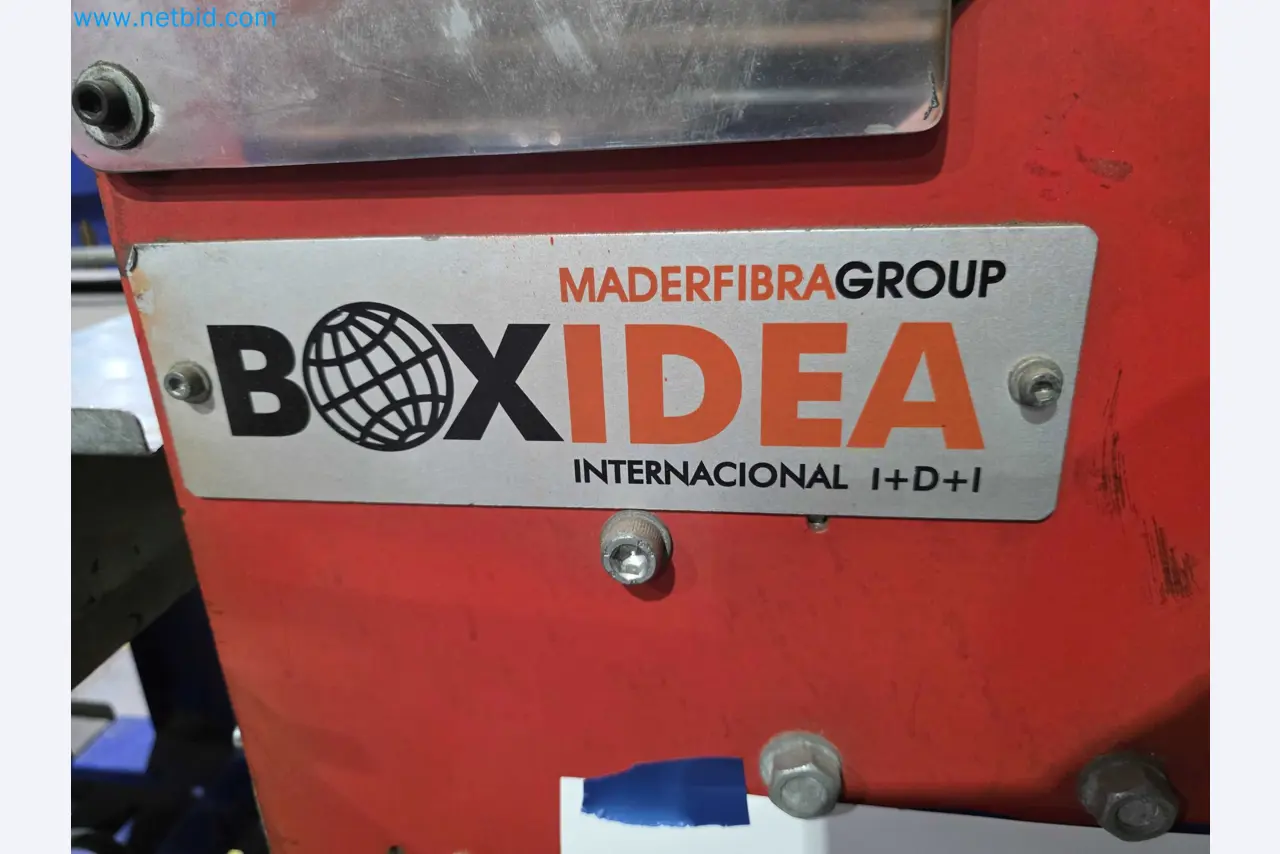 www.netbid.com
MADERFIBRAGROUP
BOXIDEA
INTERNACIONAL I+D+I